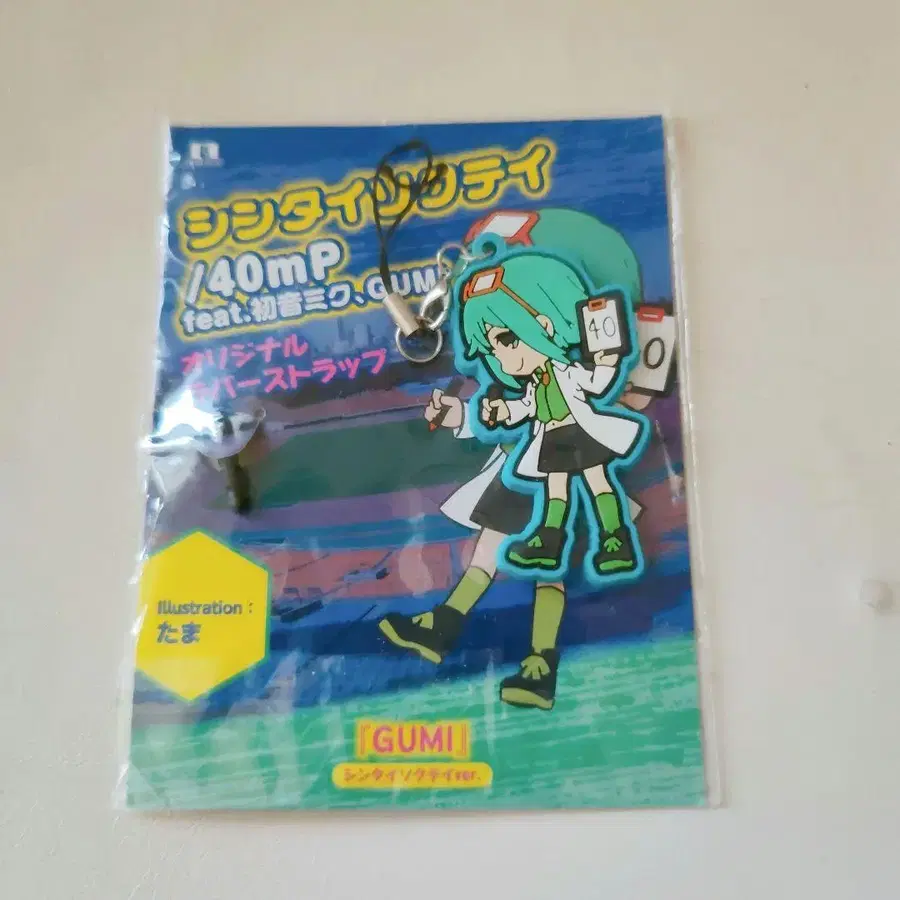 シンタイソクテイ
/40mP
feat.初音ミク、GUM
オリジナル
バーストラップ
40
0
Illustration：
たま
『GUMI』
シンタイソクテイver.